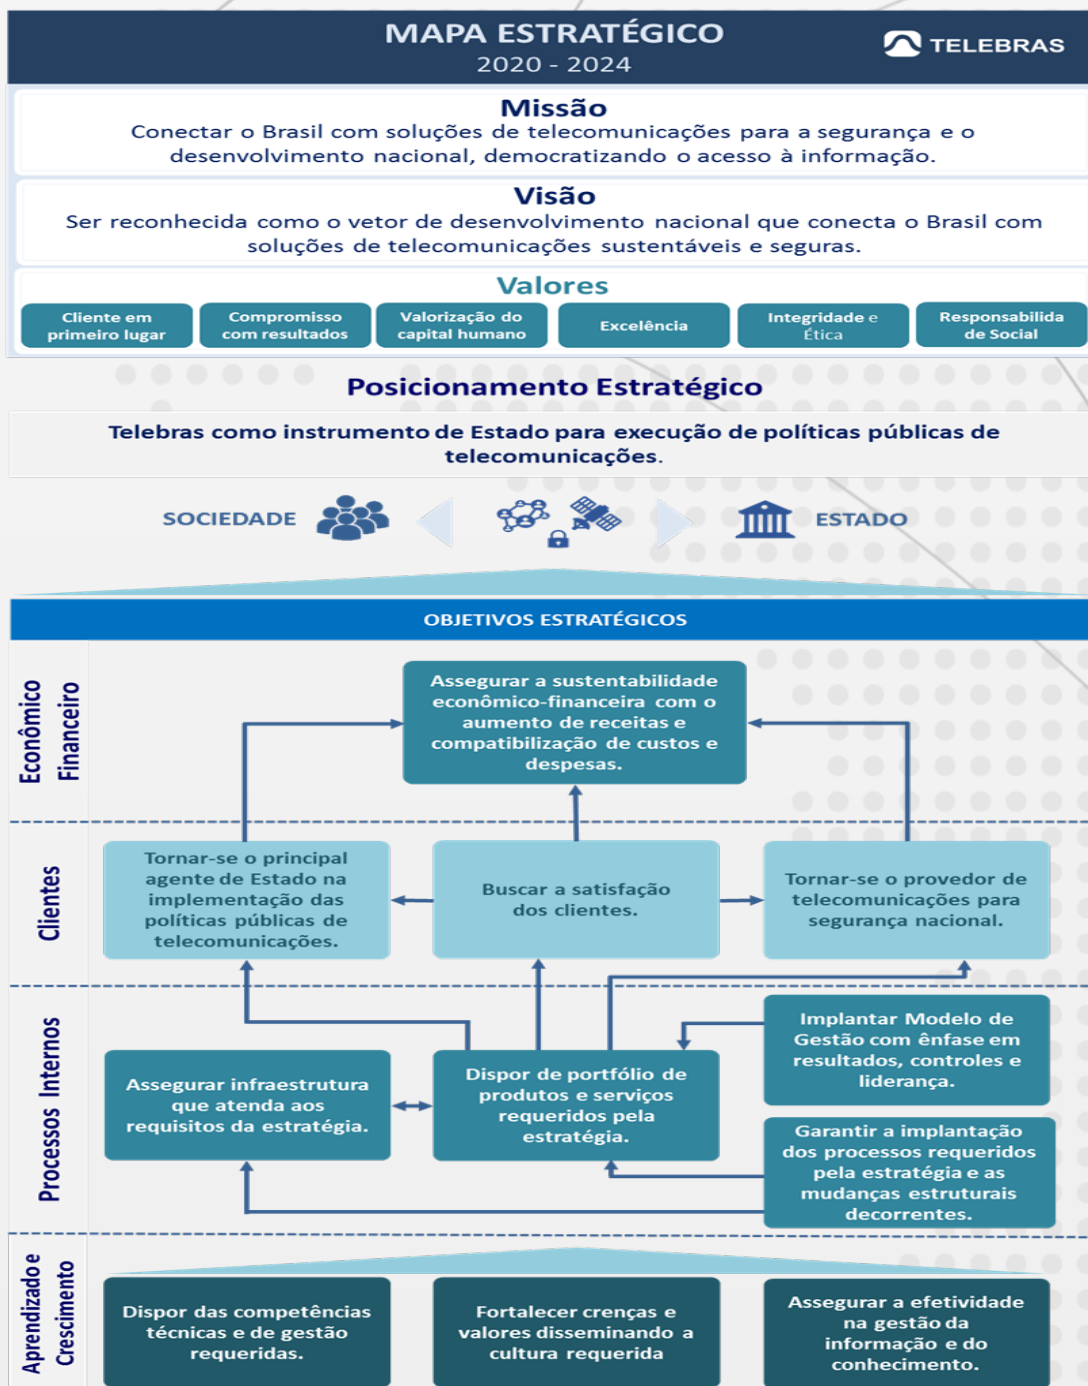 MAPA ESTRATÉGICO
2020 - 2024
TELEBRAS
Missão
Conectar o Brasil com soluções de telecomunicações para a segurança e o
desenvolvimento nacional, democratizando o acesso à informação.
Visão
Ser reconhecida como o vetor de desenvolvimento nacional que conecta o Brasil com
soluções de telecomunicações sustentáveis e seguras.
Valores
Cliente em
primeiro lugar
Compromisso
com resultados
Valorização do
capital humano
Excelência
Integridade e
Ética
Responsabilida
de Social
Posicionamento Estratégico
Telebras como instrumento de Estado para execução de políticas públicas de
telecomunicações.
SOCIEDADE
ESTADO
OBJETIVOS ESTRATÉGICOS
Econômico
Financeiro
Assegurar a sustentabilidade
econômico-financeira com o
aumento de receitas e
compatibilização de custos e
despesas.
Clientes
Tornar-se o principal
agente de Estado na
implementação das
políticas públicas de
telecomunicações.
Buscar a satisfação
dos clientes.
Tornar-se o provedor de
telecomunicações para
segurança nacional.
Processos Internos
Assegurar infraestrutura
que atenda aos
requisitos da estratégia.
Dispor de portfólio de
produtos e serviços
requeridos pela
estratégia.
Implantar Modelo de
Gestão com ênfase em
resultados, controles e
liderança.
Garantir a implantação
dos processos requeridos
pela estratégia e as
mudanças estruturais
decorrentes.
Aprendizado e
Crescimento
Dispor das competências
técnicas e de gestão
requeridas.
Fortalecer crenças e
valores disseminando a
cultura requerida
Assegurar a efetividade
na gestão da
informação e do
conhecimento.